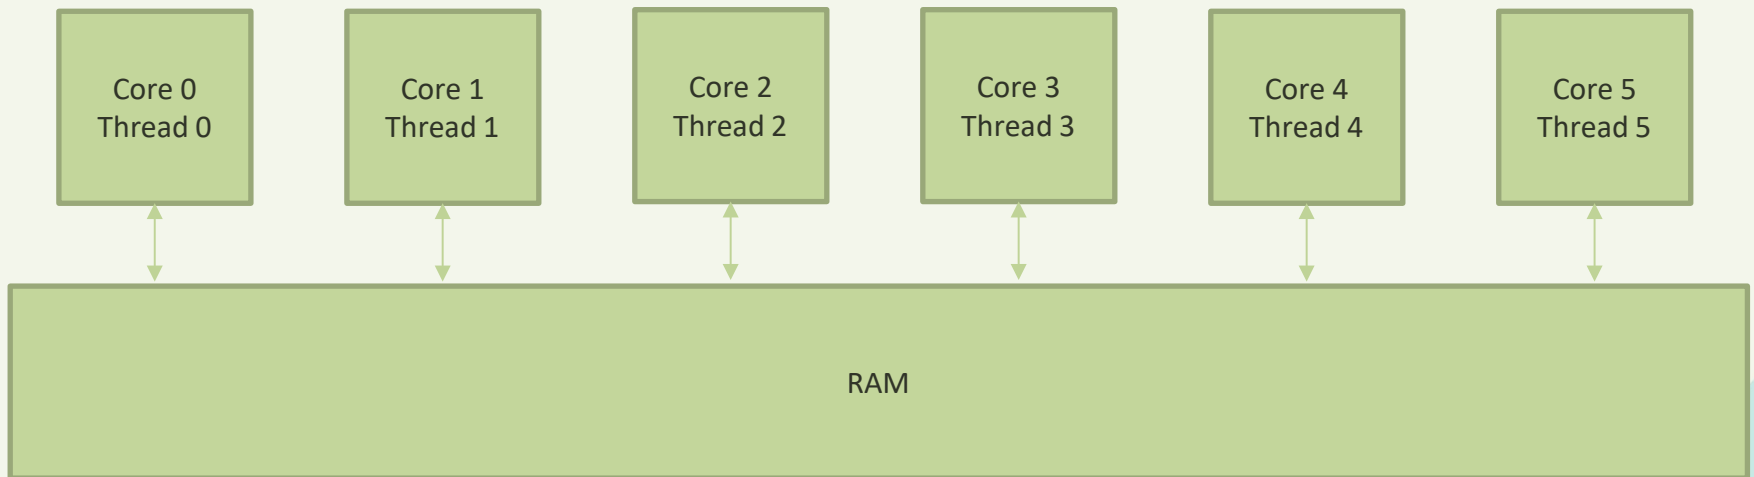 Core 0
Thread 0
Core 1
Thread 1
Core 2
Thread 2
Core 3
Thread 3
Core 4
Thread 4
Core 5
Thread 5
RAM